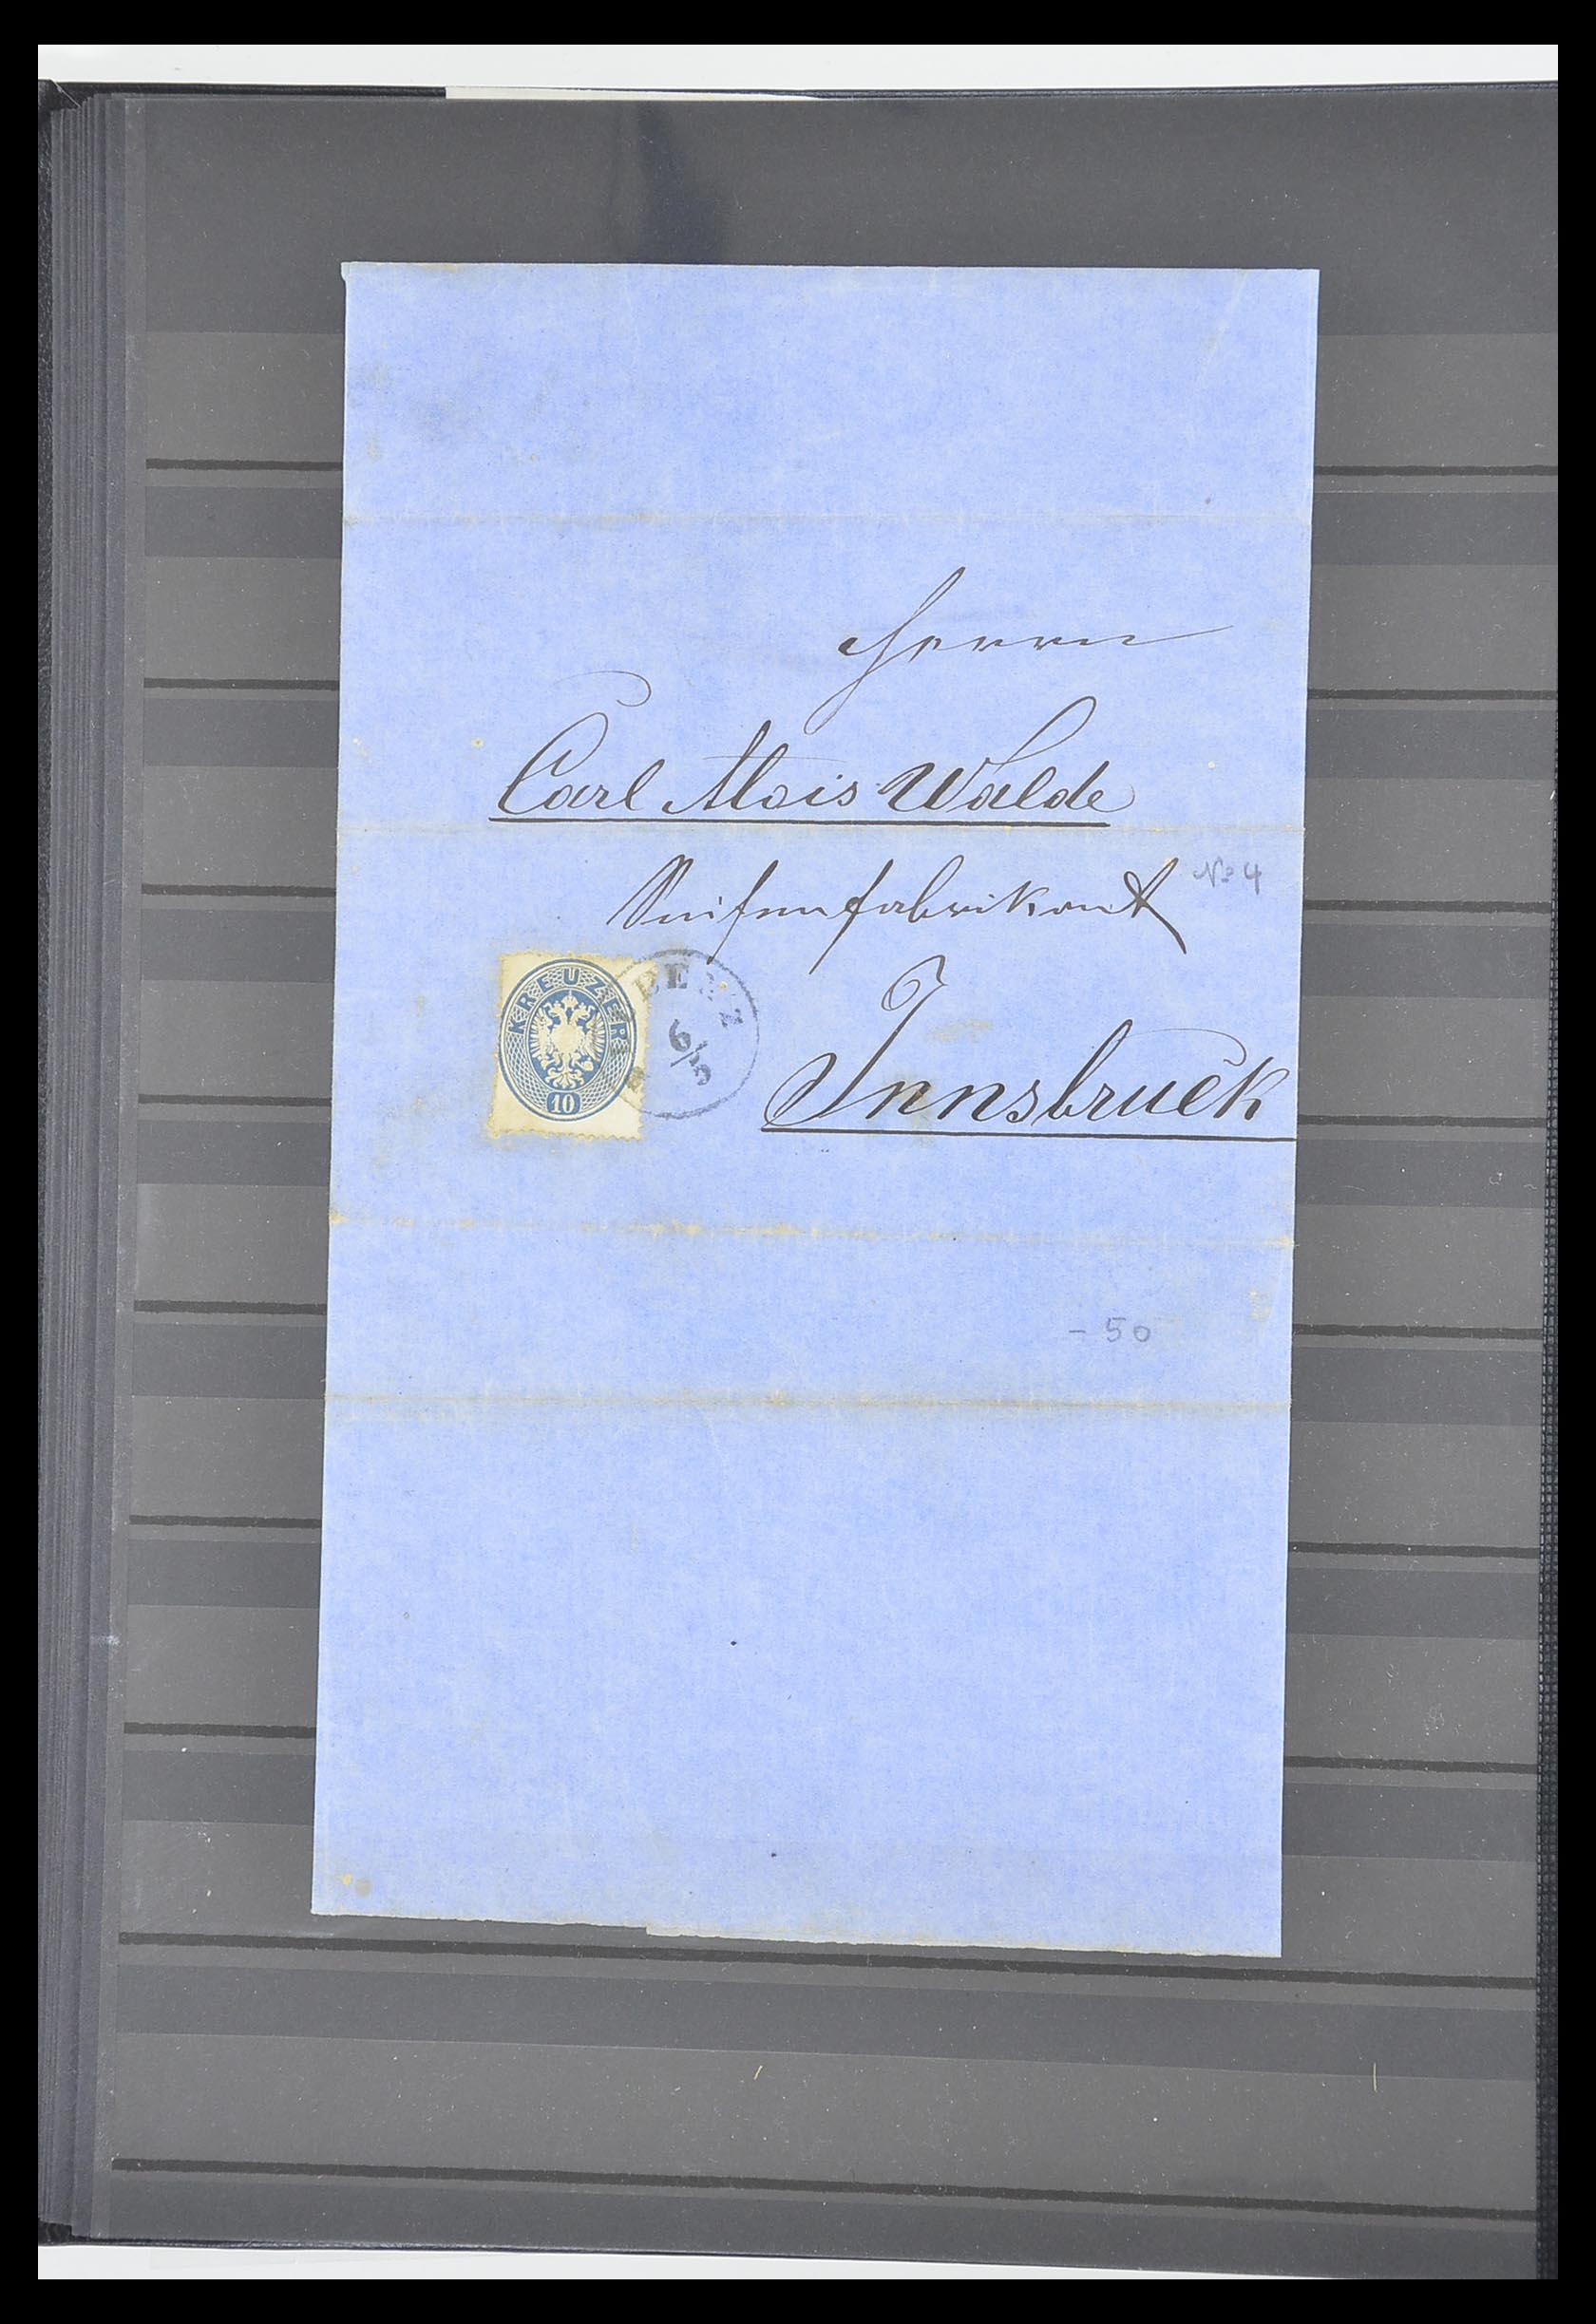 Herrn
Carl Alois Walde
Seifenfabrikant
No 4
KREUZER
10
6/5
Innsbruck
- 50